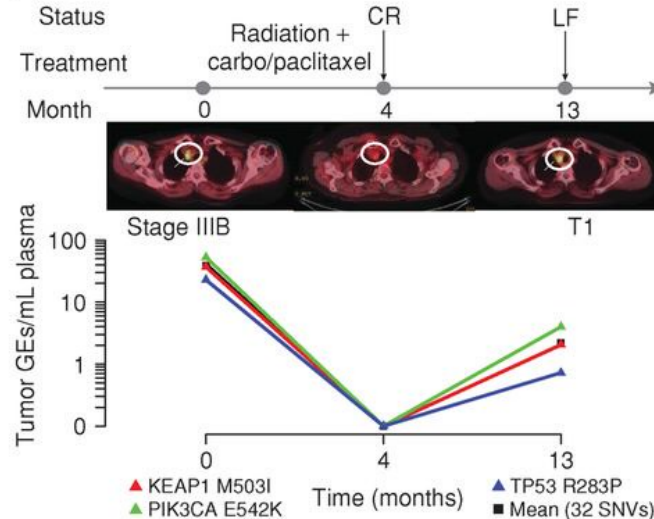 Status CR LF
Radiation +
Treatment carbo/paclitaxel
Month 0 4 13
Stage IIIB T1
Tumor GEs/mL plasma
100
10
1
0
0 4 13
Time (months)
KEAP1 M503I TP53 R283P
PIK3CA E542K Mean (32 SNVs)